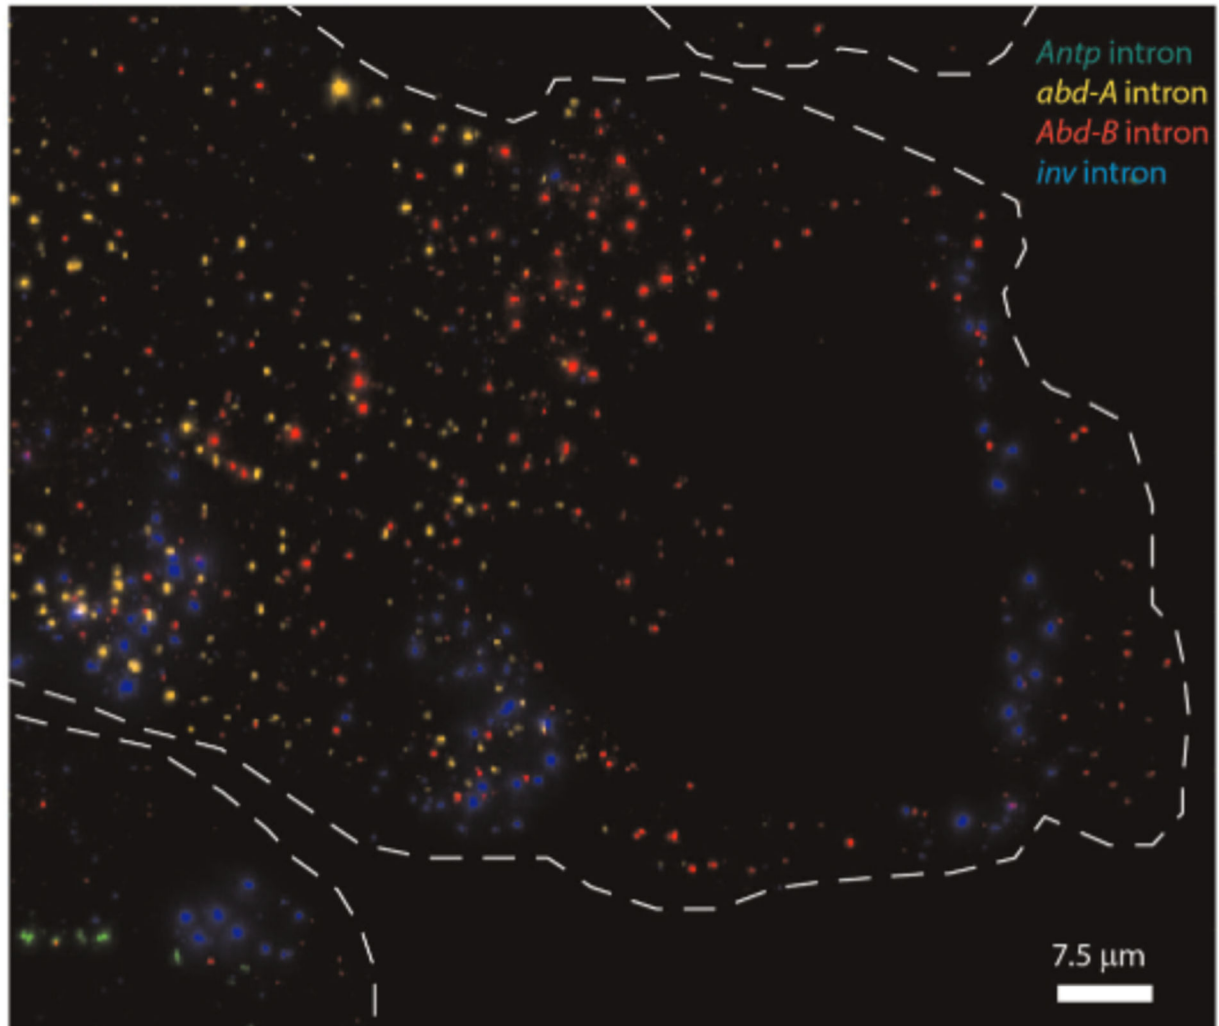 Antp intron
abd-A intron
Abd-B intron
inv intron
7.5 μm